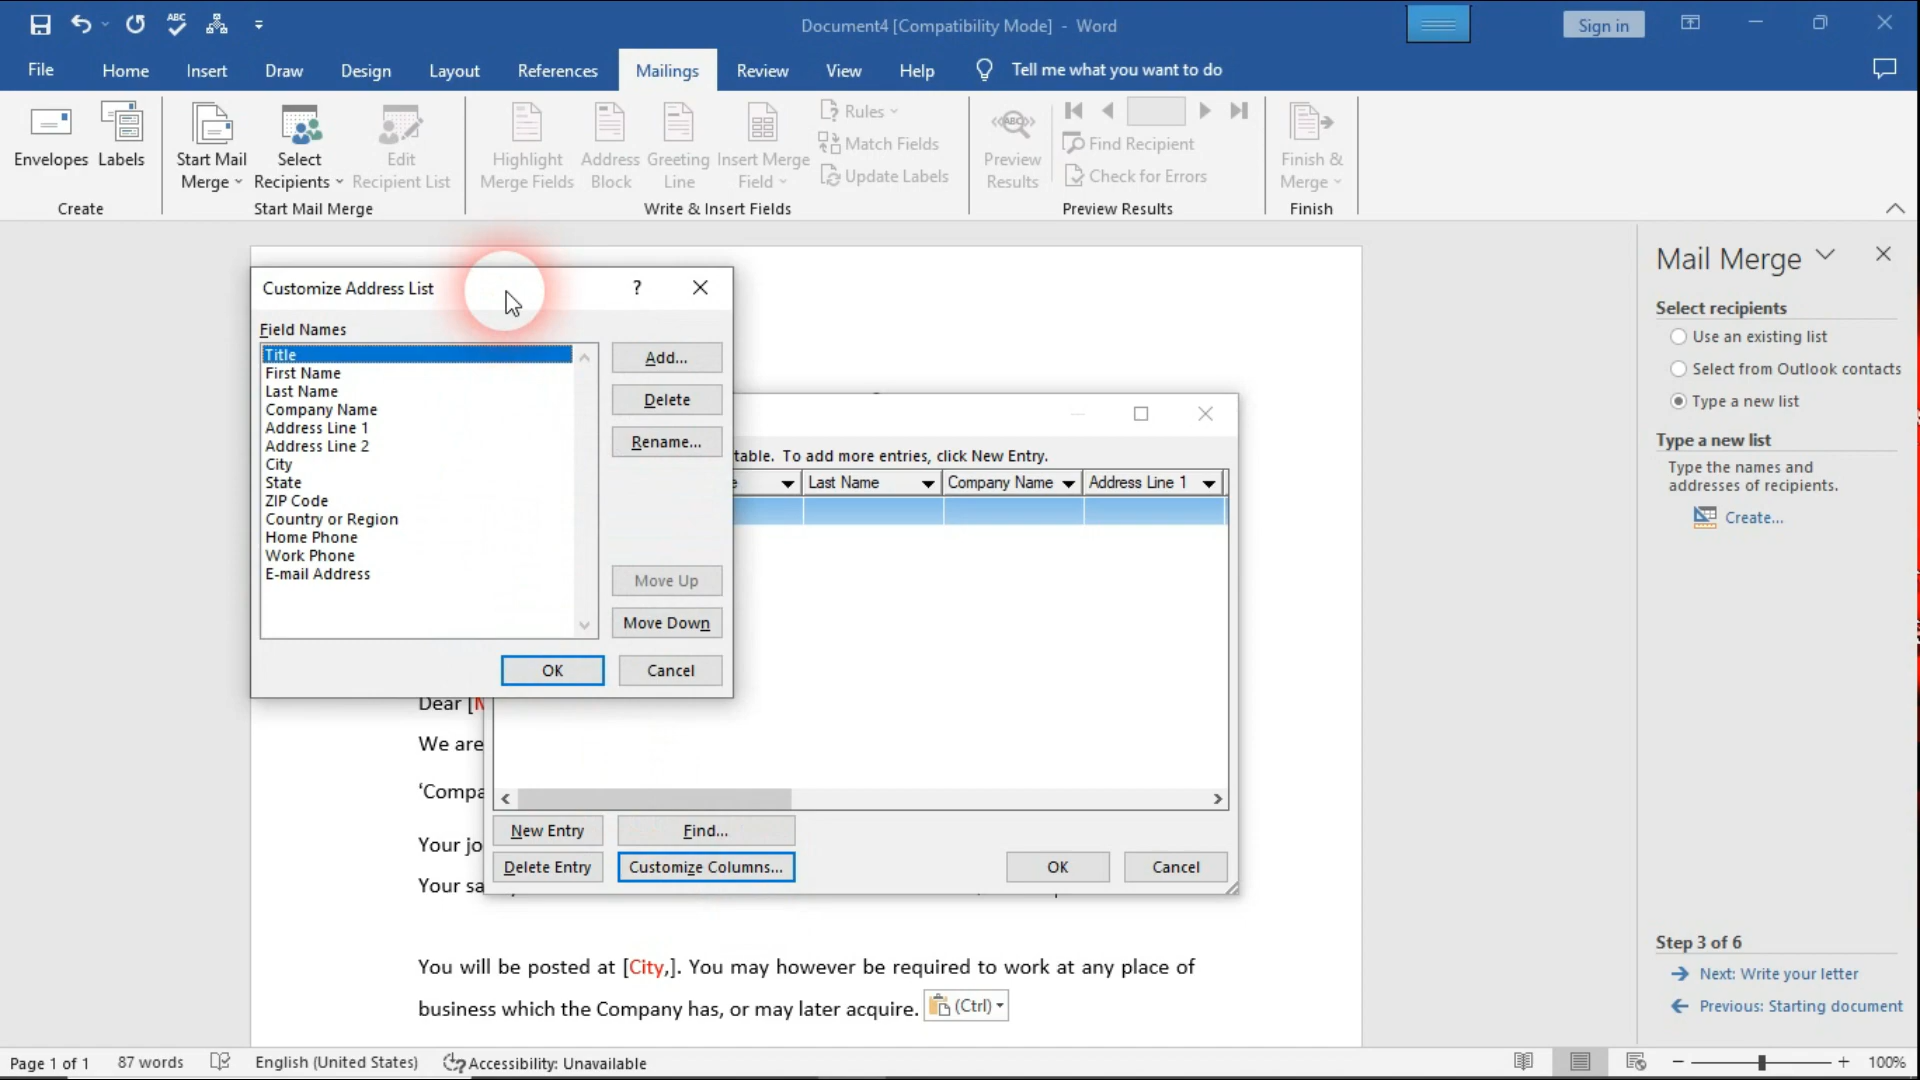 Document4 [Compatibility Mode] - Word
Sign in
File Home Insert Draw Design Layout References Mailings Review View Help Tell me what you want to do
Envelopes Labels
Start Mail Merge
Select Recipients
Edit Recipient List
Highlight Merge Fields
Address Block
Greeting Line
Insert Merge Field
Rules
Match Fields
Update Labels
Preview Results
Find Recipient
Check for Errors
Finish & Merge
Create
Start Mail Merge
Write & Insert Fields
Preview Results
Finish
Customize Address List
?
Field Names
Title
First Name
Last Name
Company Name
Address Line 1
Address Line 2
City
State
ZIP Code
Country or Region
Home Phone
Work Phone
E-mail Address
Add...
Delete
Rename...
Move Up
Move Down
OK
Cancel
table. To add more entries, click New Entry.
Last Name Company Name Address Line 1
New Entry
Find...
Delete Entry
Customize Columns...
OK
Cancel
Dear [
We are
‘Compa
Your jo
Your sa
You will be posted at [City,]. You may however be required to work at any place of
business which the Company has, or may later acquire.
(Ctrl)
Mail Merge
Select recipients
Use an existing list
Select from Outlook contacts
Type a new list
Type a new list
Type the names and
addresses of recipients.
Create...
Step 3 of 6
Next: Write your letter
Previous: Starting document
Page 1 of 1 87 words English (United States) Accessibility: Unavailable
100%